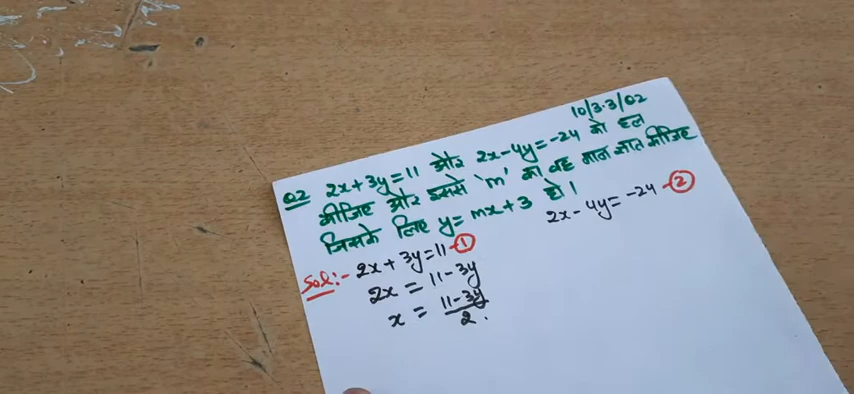 10/3.3/02
Q2 2x+3y=11 और 2x-4y=-24 को हल
कीजिए और इससे 'm' का वह मान ज्ञात कीजिए
जिसके लिए y=mx+3 हो।
Sol:- 2x+3y=11-①
2x-4y=-24-②
2x = 11-3y
x = 11-3y/2.